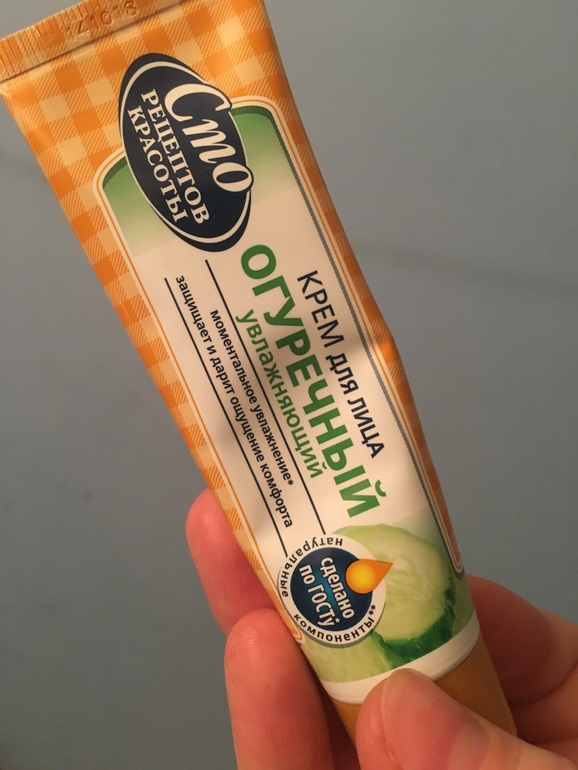 141018
Сто
РЕЦЕПТОВ
КРАСОТЫ
КРЕМ ДЛЯ ЛИЦА
ОГУРЕЧНЫЙ
увлажняющий
моментальное увлажнение*
защищает и дарит ощущение комфорта
натуральные
сделано
по ГОСТу*
компоненты**